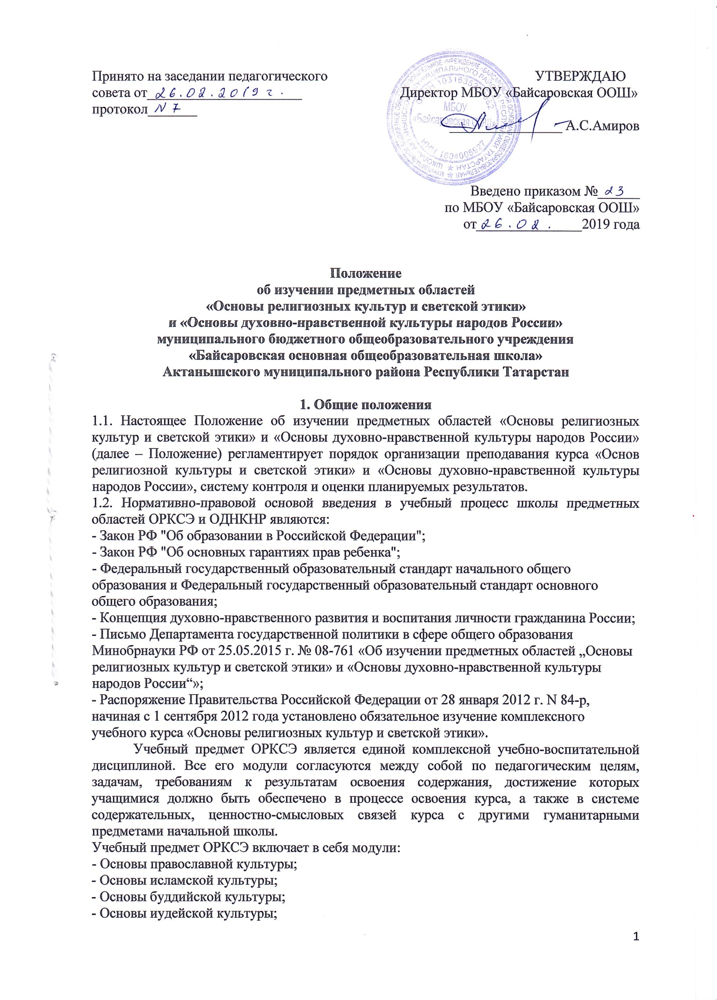 Принято на заседании педагогического
совета от 26.02.2019 г.
протокол N 7
УТВЕРЖДАЮ
Директор МБОУ «Байсаровская ООШ»
А.С.Амиров
МБОУ
«Байсаровская ООШ»
ИНН 1604005927
Введено приказом № 23
по МБОУ «Байсаровская ООШ»
от 26.02. 2019 года
Положение
об изучении предметных областей
«Основы религиозных культур и светской этики»
и «Основы духовно-нравственной культуры народов России»
муниципального бюджетного общеобразовательного учреждения
«Байсаровская основная общеобразовательная школа»
Актанышского муниципального района Республики Татарстан
1. Общие положения
1.1. Настоящее Положение об изучении предметных областей «Основы религиозных
культур и светской этики» и «Основы духовно-нравственной культуры народов России»
(далее – Положение) регламентирует порядок организации преподавания курса «Основ
религиозной культуры и светской этики» и «Основы духовно-нравственной культуры
народов России», систему контроля и оценки планируемых результатов.
1.2. Нормативно-правовой основой введения в учебный процесс школы предметных
областей ОРКСЭ и ОДНКНР являются:
- Закон РФ "Об образовании в Российской Федерации";
- Закон РФ "Об основных гарантиях прав ребенка";
- Федеральный государственный образовательный стандарт начального общего
образования и Федеральный государственный образовательный стандарт основного
общего образования;
- Концепция духовно-нравственного развития и воспитания личности гражданина России;
- Письмо Департамента государственной политики в сфере общего образования
Минобрнауки РФ от 25.05.2015 г. № 08-761 «Об изучении предметных областей „Основы
религиозных культур и светской этики» и «Основы духовно-нравственной культуры
народов России“»;
- Распоряжение Правительства Российской Федерации от 28 января 2012 г. N 84-р,
начиная с 1 сентября 2012 года установлено обязательное изучение комплексного
учебного курса «Основы религиозных культур и светской этики».
Учебный предмет ОРКСЭ является единой комплексной учебно-воспитательной
дисциплиной. Все его модули согласуются между собой по педагогическим целям,
задачам, требованиям к результатам освоения содержания, достижение которых
учащимися должно быть обеспечено в процессе освоения курса, а также в системе
содержательных, ценностно-смысловых связей курса с другими гуманитарными
предметами начальной школы.
Учебный предмет ОРКСЭ включает в себя модули:
- Основы православной культуры;
- Основы исламской культуры;
- Основы буддийской культуры;
- Основы иудейской культуры;
1